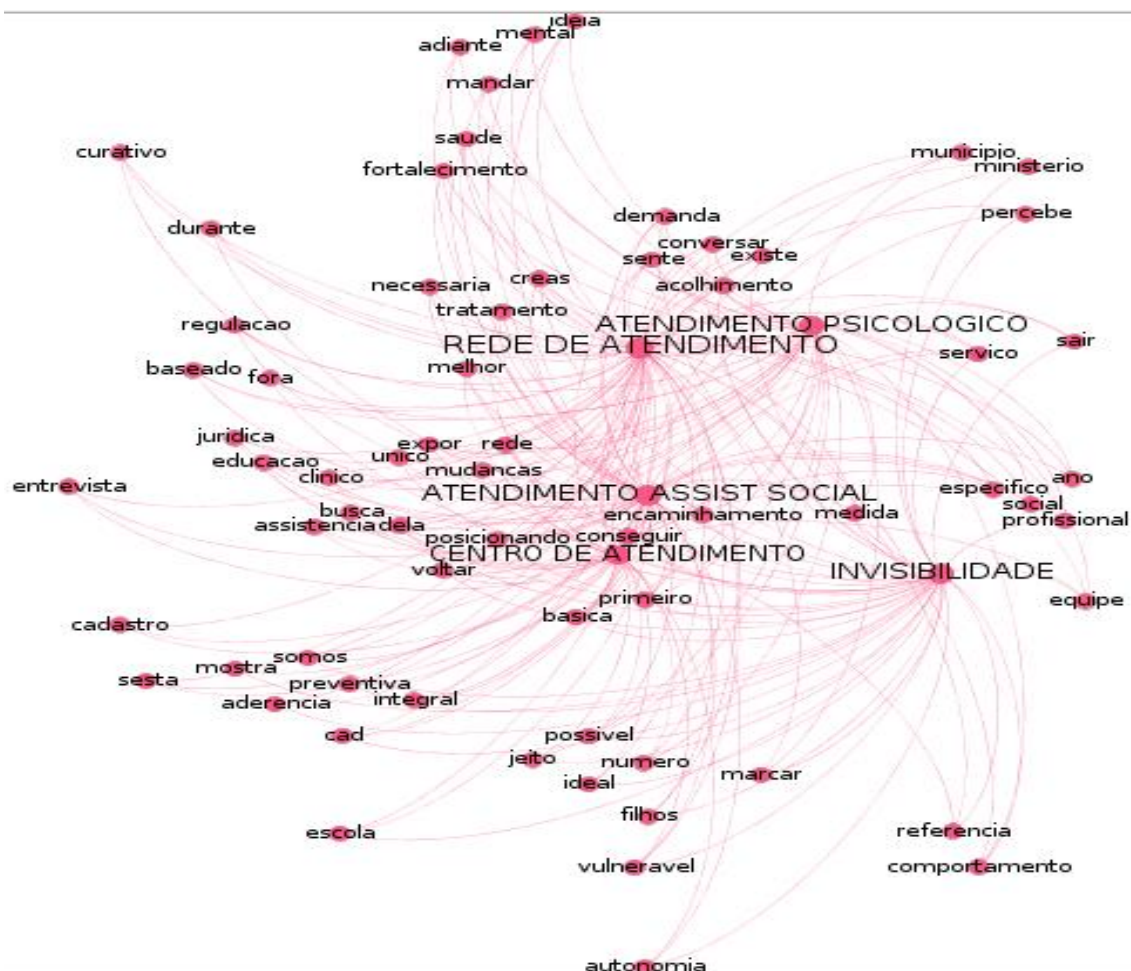 ideia
mental
adiante
mandar
saude
fortalecimento
curativo
municipio
ministerio
durante
demanda
percebe
conversar
sente
existe
necessaria
creas
acolhimento
tratamento
regulacao
ATENDIMENTO PSICOLOGICO
REDE DE ATENDIMENTO
sair
servico
baseado
fora
melhor
juridica
expor
rede
educacao
unico
clinico
mudancas
entrevista
ATENDIMENTO ASSIST SOCIAL
especifico
ano
social
busca
encaminhamento
medida
profissional
assistencia
dela
posicionando
conseguir
CENTRO DE ATENDIMENTO
voltar
INVISIBILIDADE
primeiro
equipe
basica
cadastro
somos
mostra
sesta
preventiva
aderencia
integral
cad
possivel
jeito
numero
ideal
marcar
filhos
escola
referencia
vulneravel
comportamento
autonomia